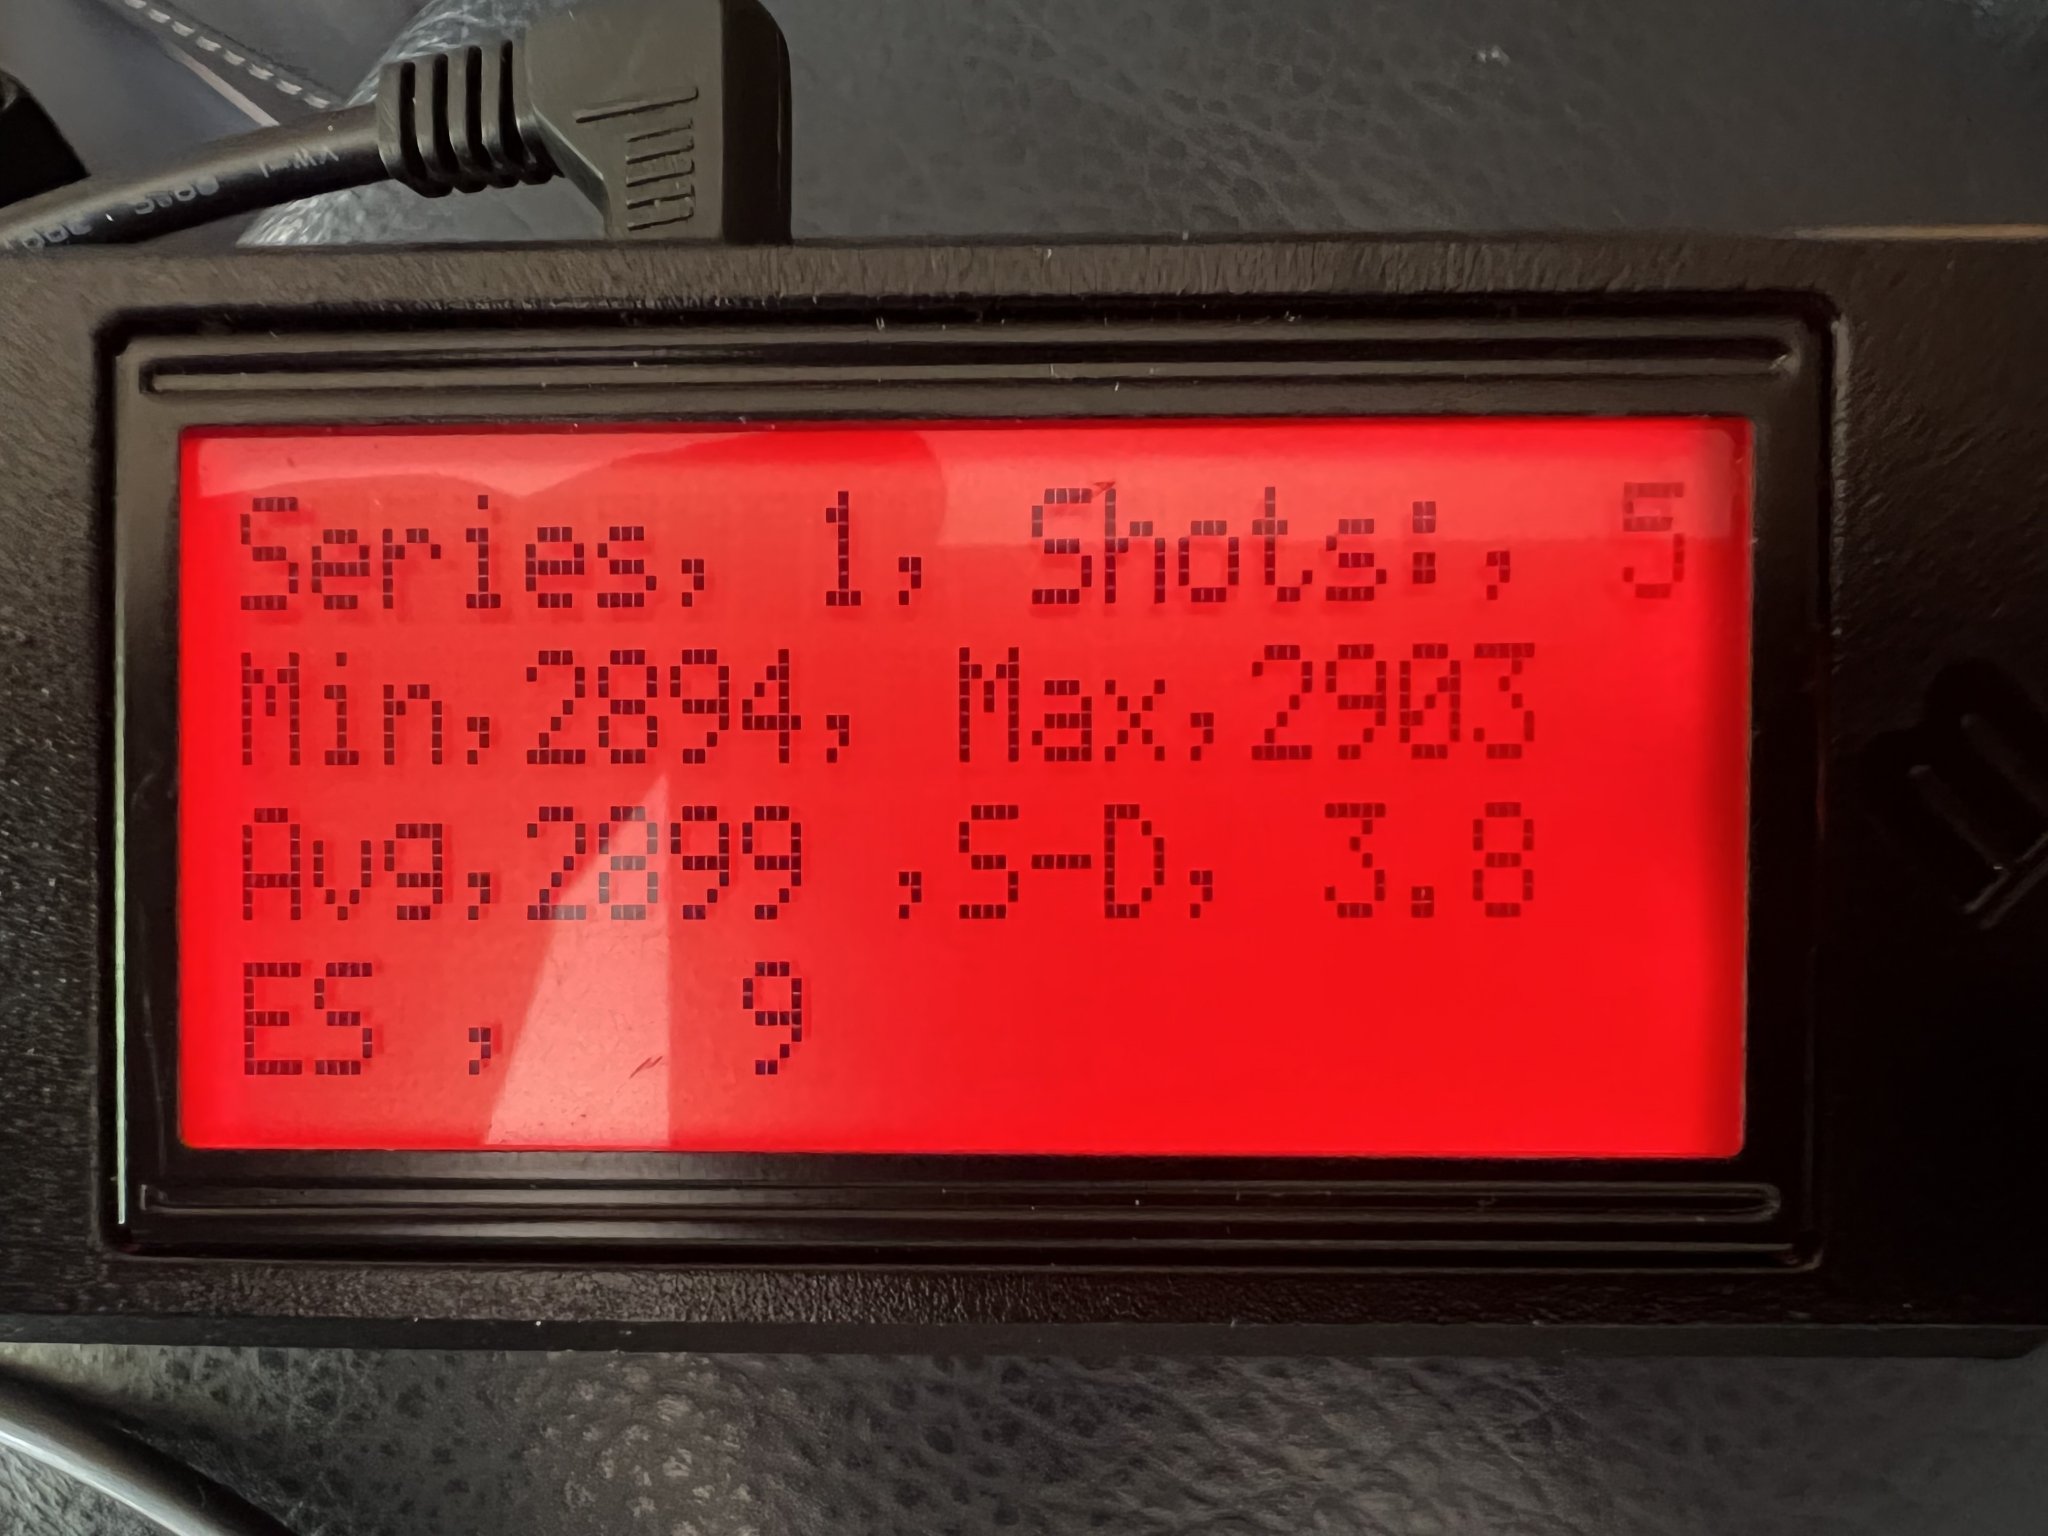 Series, 1, Shots:, 5
Min,2894, Max,2903
Avg,2899 ,S-D, 3.8
ES , 9